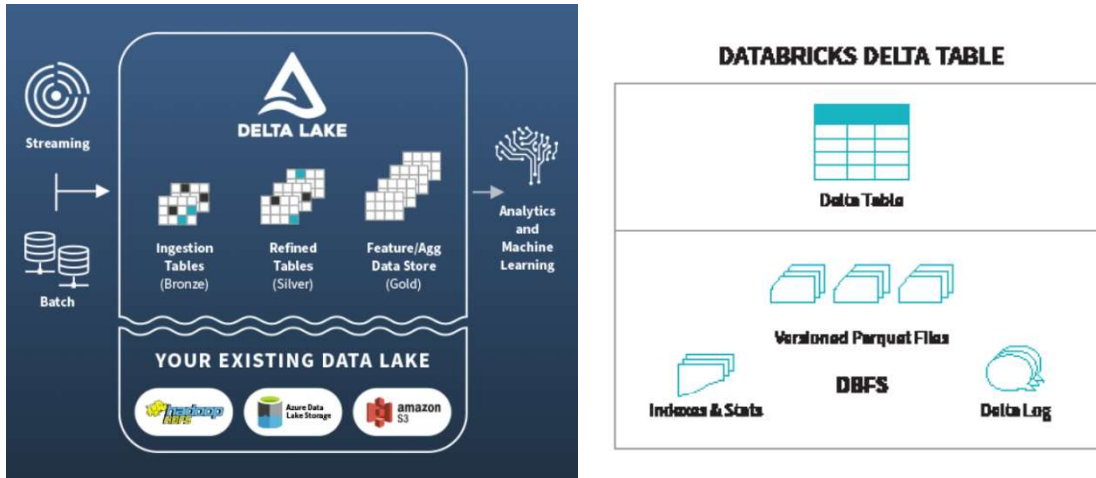 DELTA LAKE
Streaming
Batch
Ingestion
Tables
(Bronze)
Refined
Tables
(Silver)
Feature/Agg
Data Store
(Gold)
Analytics
and
Machine
Learning
YOUR EXISTING DATA LAKE
hadoop
HDFS
Azure Data
Lake Storage
amazon
S3
DATABRICKS DELTA TABLE
Delta Table
Versioned Parquet Files
DBFS
Indexes & Stats
Delta Log